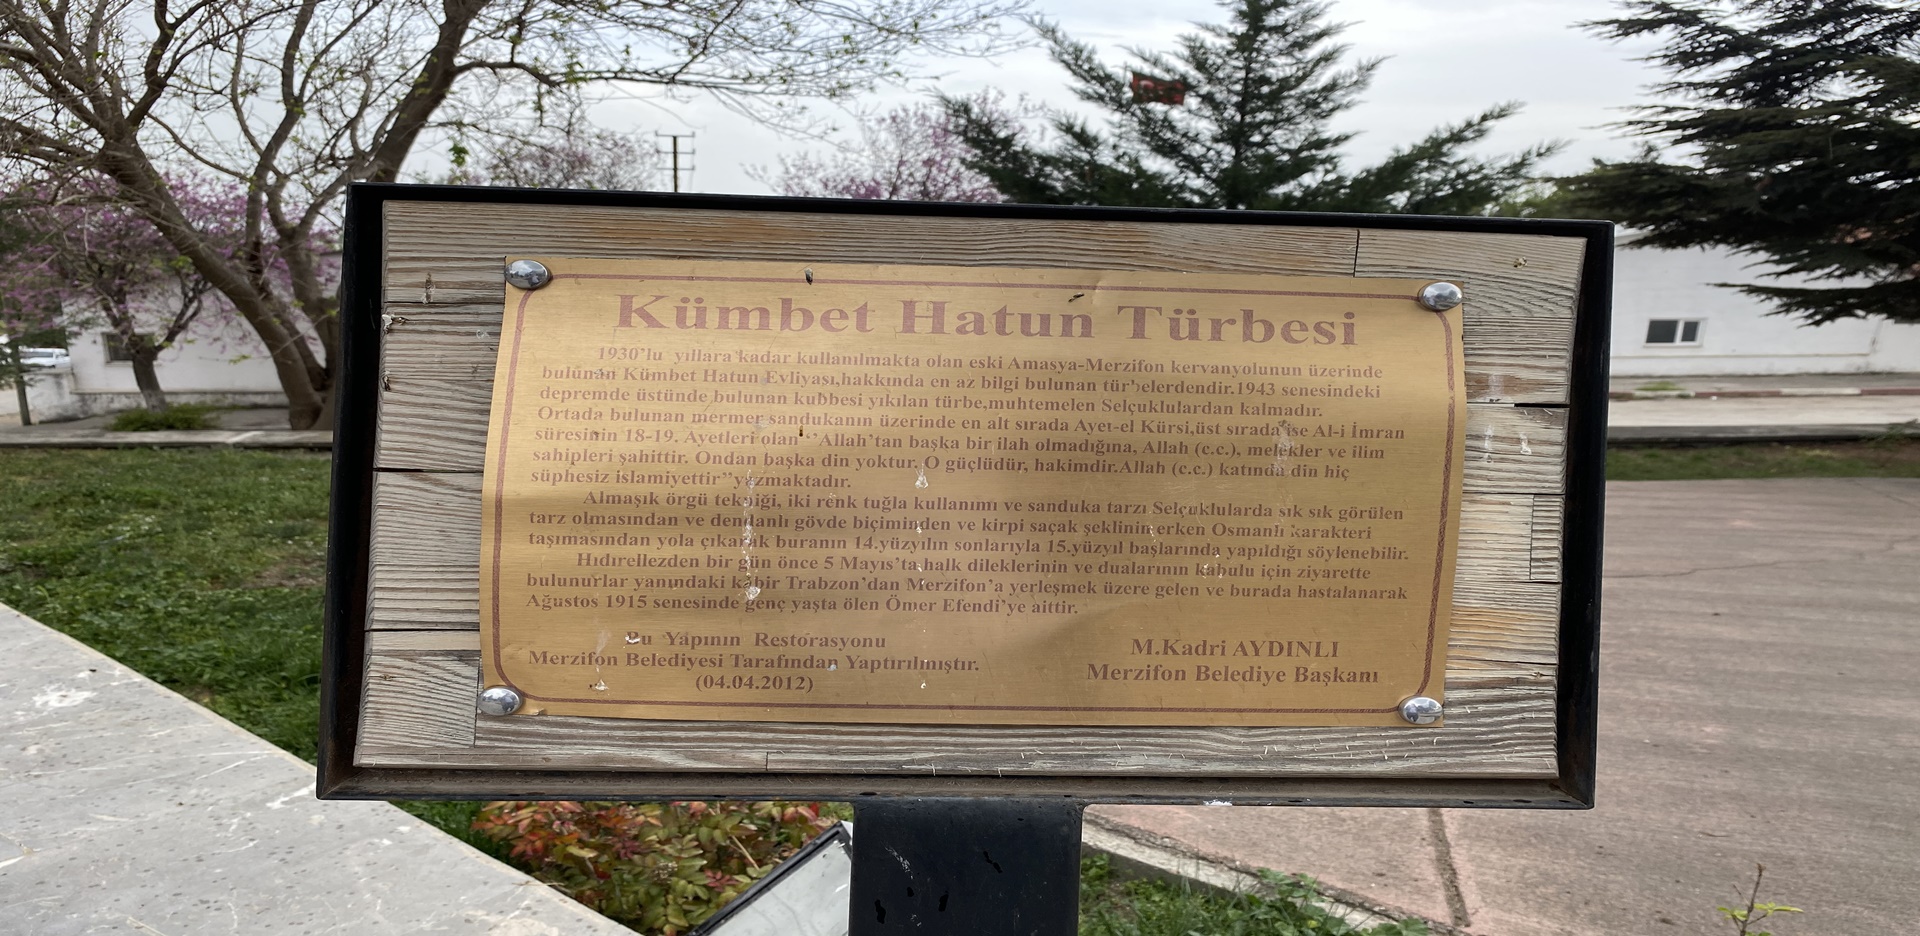 Kümbet Hatun Türbesi
1930'lu yıllara kadar kullanılmakta olan eski Amasya-Merzifon kervanyolunun üzerinde
bulunan Kümbet Hatun Evliyası,hakkında en az bilgi bulunan türbelerdendir.1943 senesindeki
depremde üstünde bulunan kubbesi yıkılan türbe,muhtemelen Selçuklulardan kalmadır.
Ortada bulunan mermer sandukanın üzerinde en alt sırada Ayet-el Kürsi,üst sırada ise Al-i İmran
süresinin 18-19. Ayetleri olan ''Allah'tan başka bir ilah olmadığına, Allah (c.c.), melekler ve ilim
sahipleri şahittir. Ondan başka din yoktur.O güçlüdür, hakimdir.Allah (c.c.) katında din hiç
süphesiz islamiyettir''yazmaktadır.
Almaşık örgü tekniği, iki renk tuğla kullanımı ve sanduka tarzı Selçuklularda sık sık görülen
tarz olmasından ve dendanlı gövde biçiminden ve kirpi saçak şeklinin erken Osmanlı karakteri
taşımasından yola çıkarak buranın 14.yüzyılın sonlarıyla 15.yüzyıl başlarında yapıldığı söylenebilir.
Hıdırellezden bir gün önce 5 Mayıs'ta halk dileklerinin ve dualarının kabulu için ziyarette
bulunurlar yanındaki kabir Trabzon'dan Merzifon'a yerleşmek üzere gelen ve burada hastalanarak
Ağustos 1915 senesinde genç yaşta ölen Ömer Efendi'ye aittir.
Bu Yapının Restorasyonu
Merzifon Belediyesi Tarafından Yaptırılmıştır.
(04.04.2012)
M.Kadri AYDINLI
Merzifon Belediye Başkanı